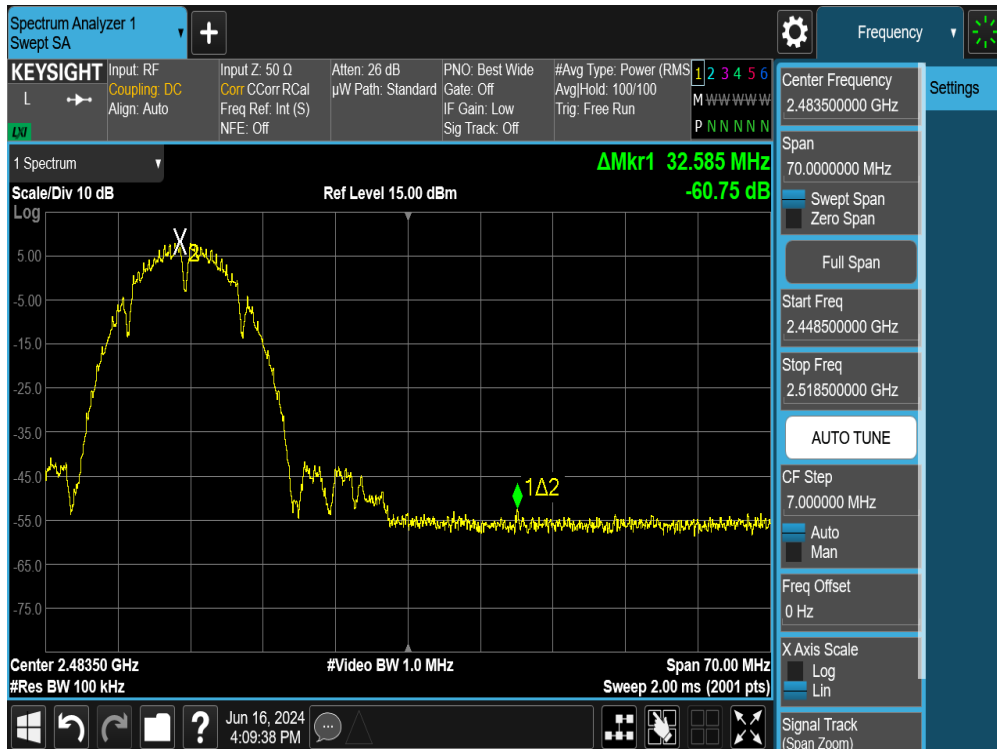 Spectrum Analyzer 1
Swept SA
+
Frequency
KEYSIGHT
L
LXI
Input: RF
Coupling: DC
Align: Auto
Input Z: 50 Ω
Corr CCorr RCal
Freq Ref: Int (S)
NFE: Off
Atten: 26 dB
µW Path: Standard
PNO: Best Wide
Gate: Off
IF Gain: Low
Sig Track: Off
#Avg Type: Power (RMS
Avg|Hold: 100/100
Trig: Free Run
1 2 3 4 5 6
M W W W W W
P N N N N N
1 Spectrum
ΔMkr1 32.585 MHz
-60.75 dB
Scale/Div 10 dB
Ref Level 15.00 dBm
Log
5.00
-5.00
-15.0
-25.0
-35.0
-45.0
-55.0
-65.0
-75.0
X
2
1Δ2
Center 2.48350 GHz
#Video BW 1.0 MHz
Span 70.00 MHz
#Res BW 100 kHz
Sweep 2.00 ms (2001 pts)
Center Frequency
2.483500000 GHz
Settings
Span
70.0000000 MHz
Swept Span
Zero Span
Full Span
Start Freq
2.448500000 GHz
Stop Freq
2.518500000 GHz
AUTO TUNE
CF Step
7.000000 MHz
Auto
Man
Freq Offset
0 Hz
X Axis Scale
Log
Lin
Signal Track
(Span Zoom)
?
Jun 16, 2024
4:09:38 PM